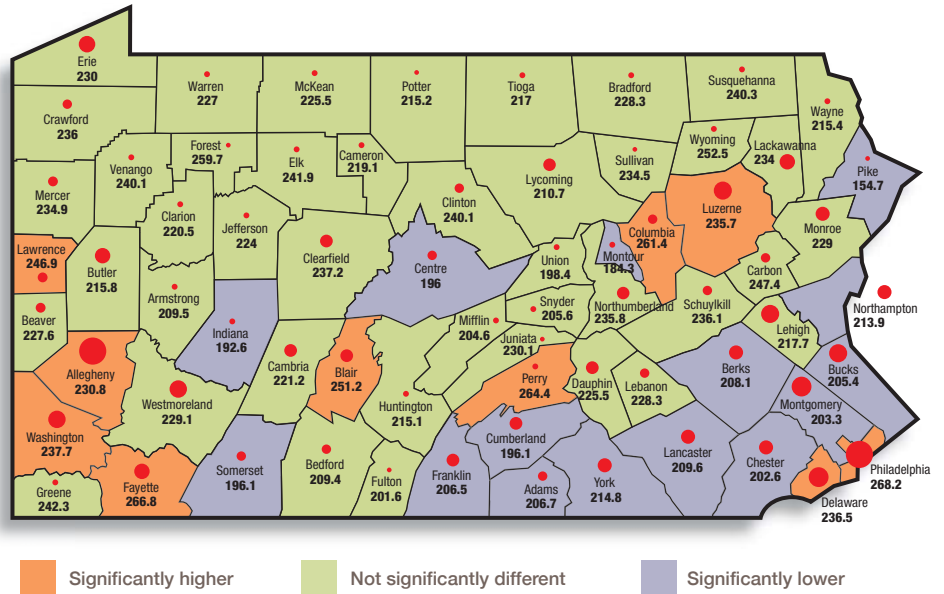 Erie
230
Crawford
236
Warren
227
McKean
225.5
Potter
215.2
Tioga
217
Bradford
228.3
Susquehanna
240.3
Wayne
215.4
Wyoming
252.5
Lackawanna
234
Pike
154.7
Mercer
234.9
Venango
240.1
Forest
259.7
Elk
241.9
Cameron
219.1
Clinton
240.1
Lycoming
210.7
Sullivan
234.5
Luzerne
235.7
Columbia
261.4
Monroe
229
Clarion
220.5
Jefferson
224
Clearfield
237.2
Centre
196
Union
198.4
Montour
184.3
Carbon
247.4
Lawrence
246.9
Butler
215.8
Armstrong
209.5
Indiana
192.6
Mifflin
204.6
Snyder
205.6
Northumberland
235.8
Schuylkill
236.1
Northampton
213.9
Beaver
227.6
Allegheny
230.8
Westmoreland
229.1
Cambria
221.2
Blair
251.2
Huntington
215.1
Juniata
230.1
Perry
264.4
Dauphin
225.5
Lebanon
228.3
Berks
208.1
Lehigh
217.7
Bucks
205.4
Montgomery
203.3
Washington
237.7
Greene
242.3
Fayette
266.8
Somerset
196.1
Bedford
209.4
Fulton
201.6
Franklin
206.5
Cumberland
196.1
Adams
206.7
York
214.8
Lancaster
209.6
Chester
202.6
Philadelphia
268.2
Delaware
236.5
Significantly higher
Not significantly different
Significantly lower